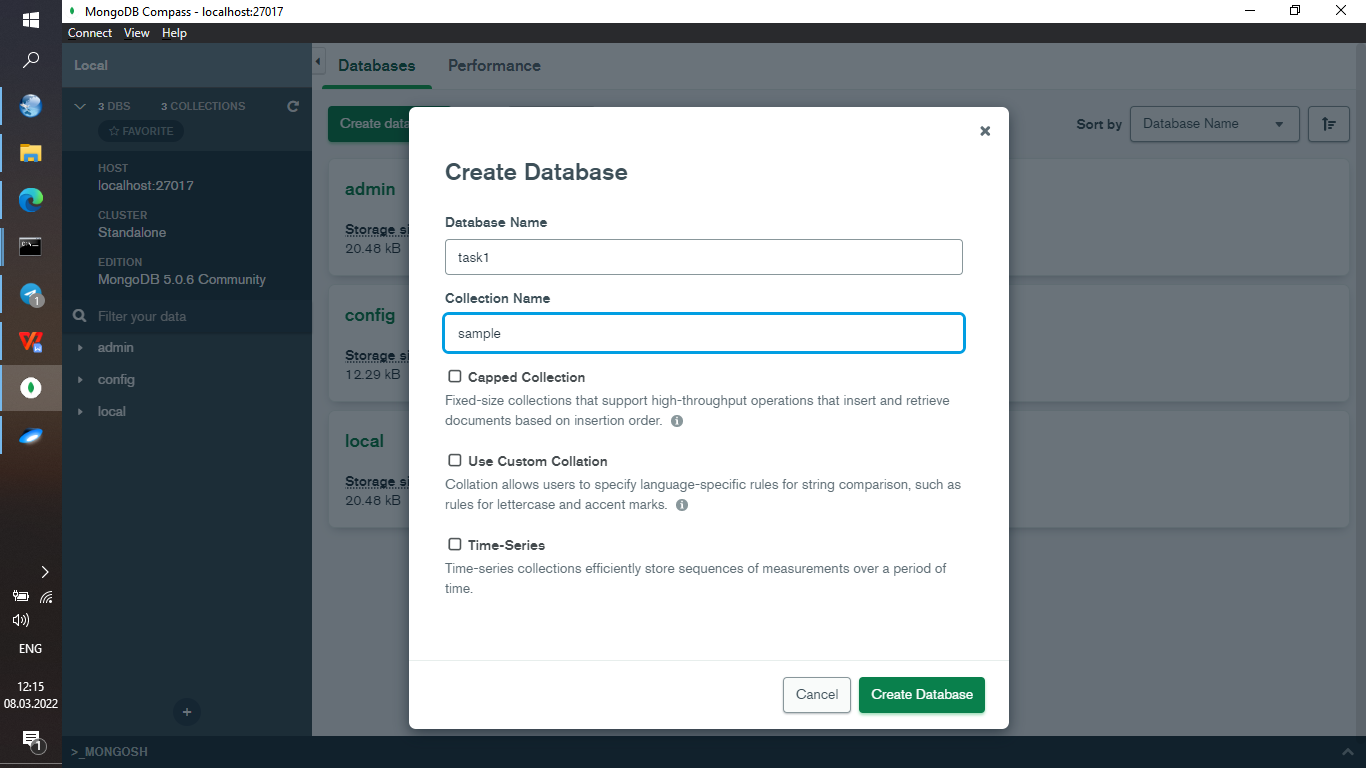 MongoDB Compass - localhost:27017
Connect View Help
Local
3 DBS 3 COLLECTIONS
FAVORITE
HOST
localhost:27017
CLUSTER
Standalone
EDITION
MongoDB 5.0.6 Community
Filter your data
admin
config
local
Databases Performance
Create data
Sort by Database Name
admin
Storage si
20.48 kB
config
Storage si
12.29 kB
local
Storage si
20.48 kB
Create Database
Database Name
task1
Collection Name
sample
Capped Collection
Fixed-size collections that support high-throughput operations that insert and retrieve
documents based on insertion order.
Use Custom Collation
Collation allows users to specify language-specific rules for string comparison, such as
rules for lettercase and accent marks.
Time-Series
Time-series collections efficiently store sequences of measurements over a period of
time.
Cancel Create Database
>_MONGOSH
1
ENG
12:15
08.03.2022
1